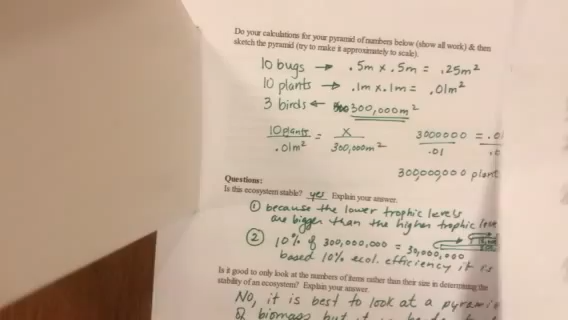 Do your calculations for your pyramid of numbers below (show all work) & then
sketch the pyramid (try to make it approximately to scale).
10 bugs → .5m x .5m = .25m²
10 plants → .1m x .1m = .01m²
3 birds ← 300,000m²
10 plants / .01m² = x / 300,000m² 3000000 / .01 = .01
300,000,000 plant
Questions:
Is this ecosystem stable? yes Explain your answer.
① because the lower trophic levels
are bigger than the higher trophic leve
② 10% of 300,000,000 = 30,000,000
based 10% ecol. efficiency it is
Is it good to only look at the numbers of items rather than their size in determining the
stability of an ecosystem? Explain your answer.
No, it is best to look at a pyramid
of biomass but it